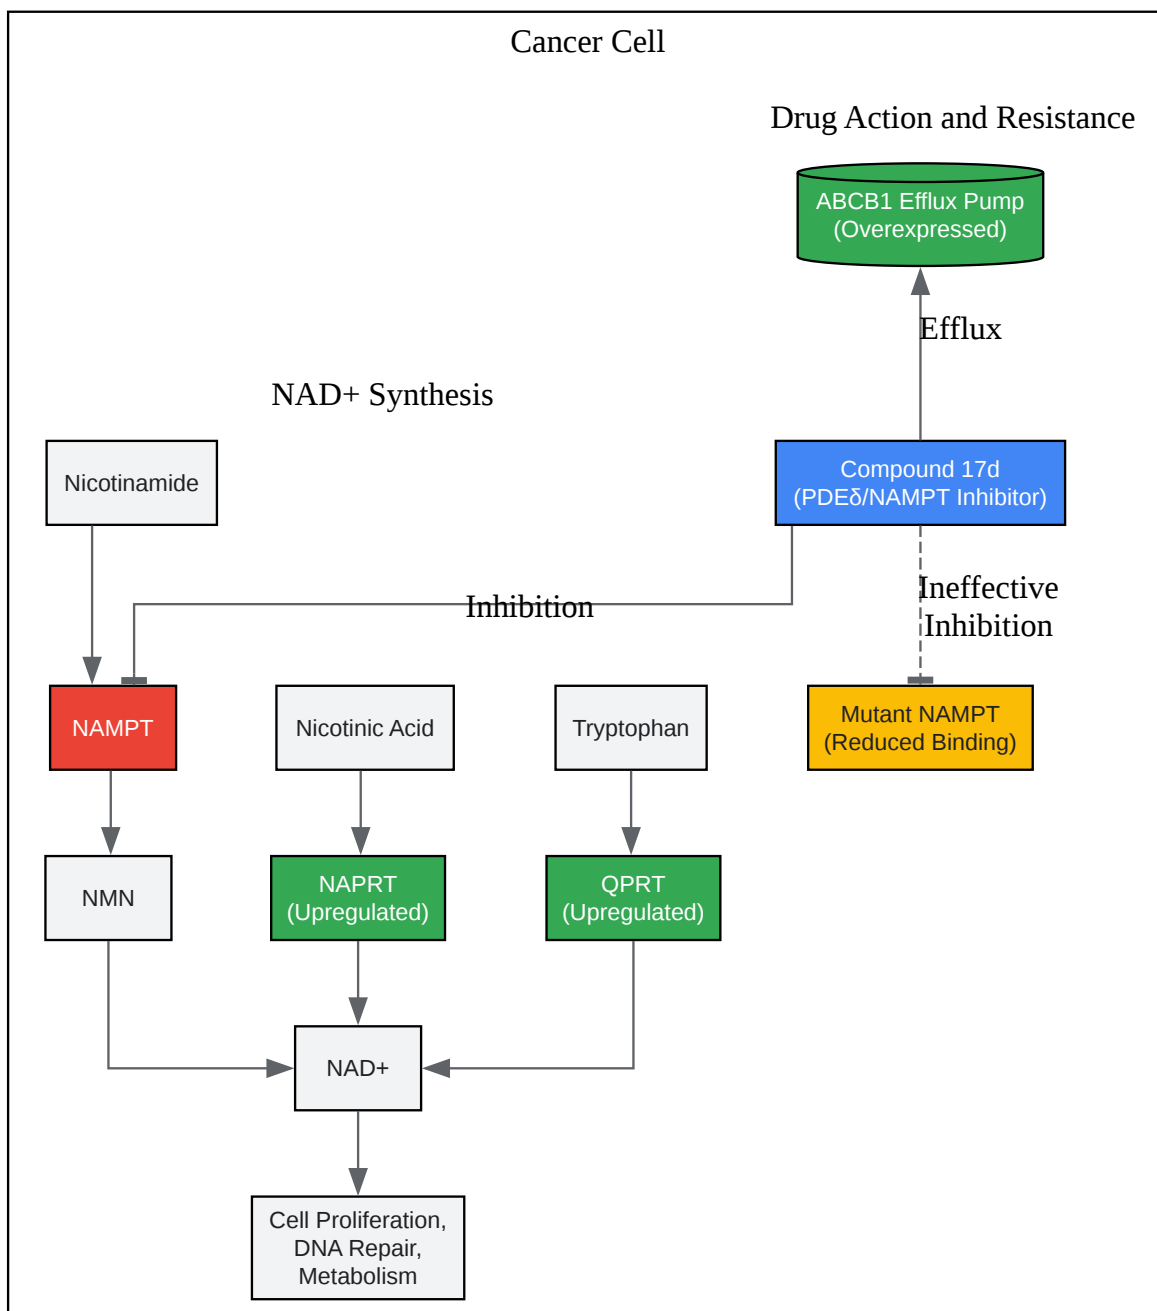 Cancer Cell
Drug Action and Resistance
ABCB1 Efflux Pump
(Overexpressed)
Efflux
NAD+ Synthesis
Nicotinamide
Compound 17d
(PDEδ/NAMPT Inhibitor)
Inhibition
Ineffective
Inhibition
NAMPT
Nicotinic Acid
Tryptophan
Mutant NAMPT
(Reduced Binding)
NMN
NAPRT
(Upregulated)
QPRT
(Upregulated)
NAD+
Cell Proliferation,
DNA Repair,
Metabolism